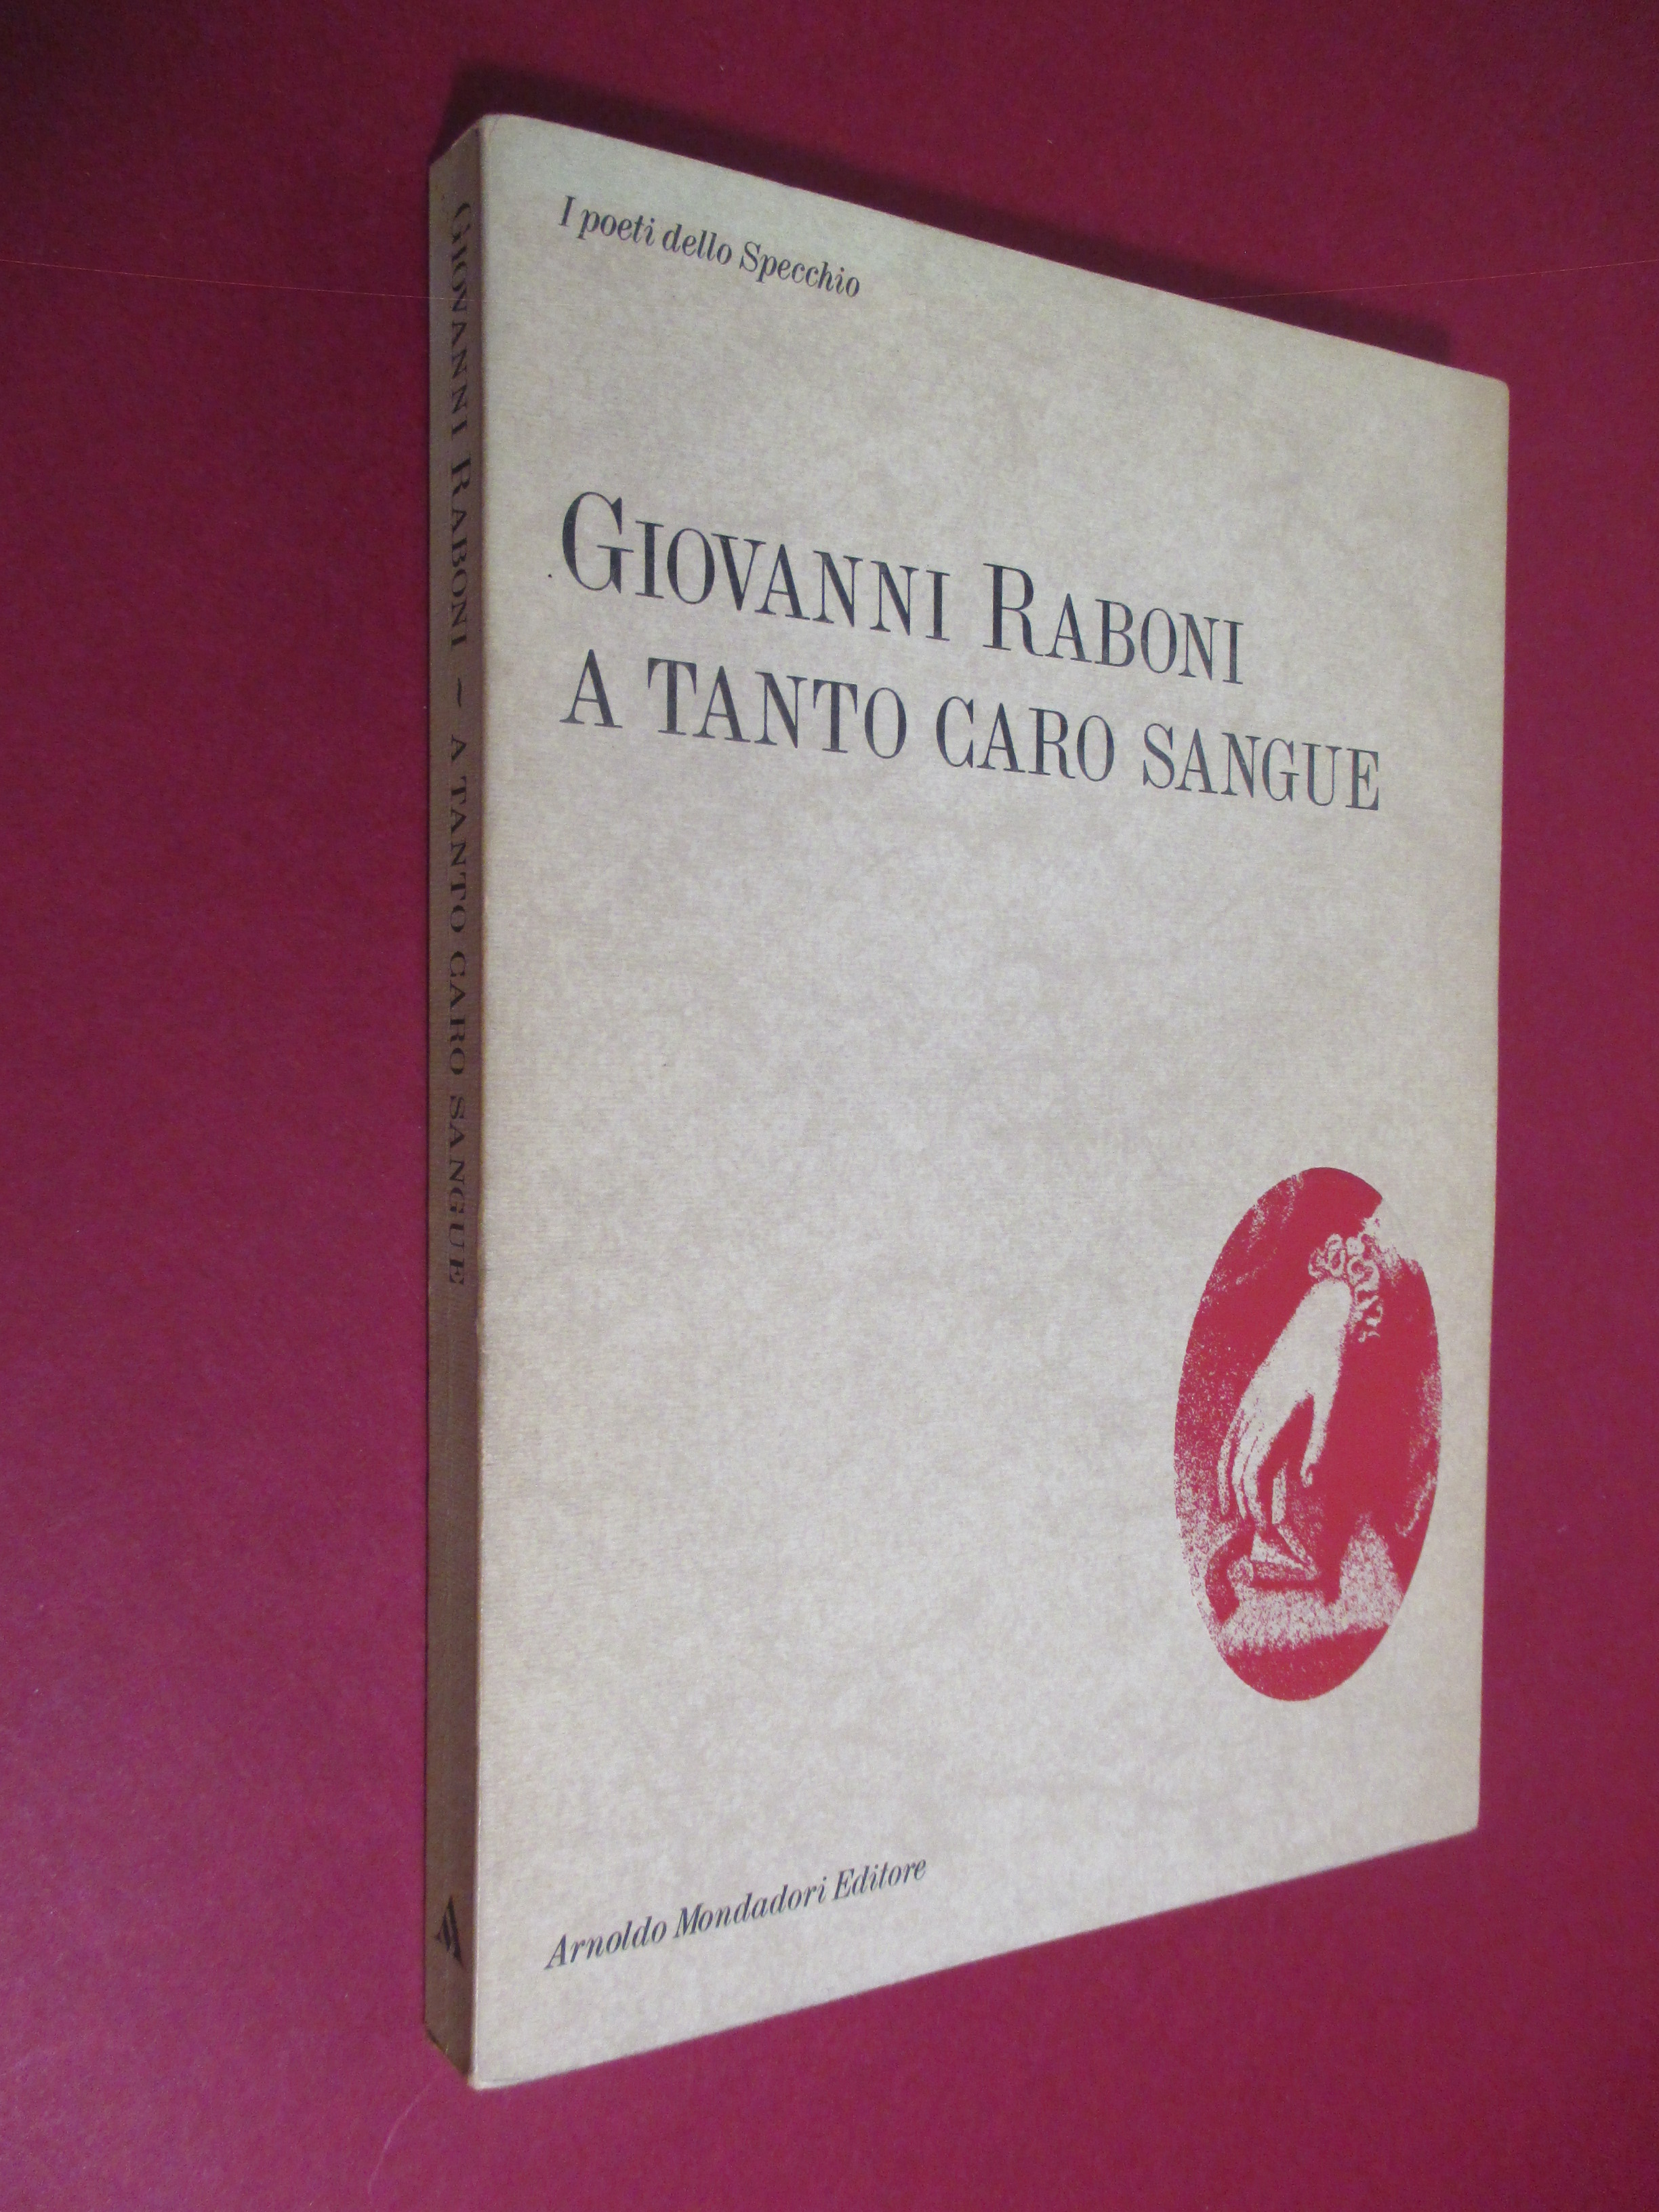 I poeti dello Specchio
GIOVANNI RABONI
A TANTO CARO SANGUE
Arnoldo Mondadori Editore
GIOVANNI RABONI ~ A TANTO CARO SANGUE